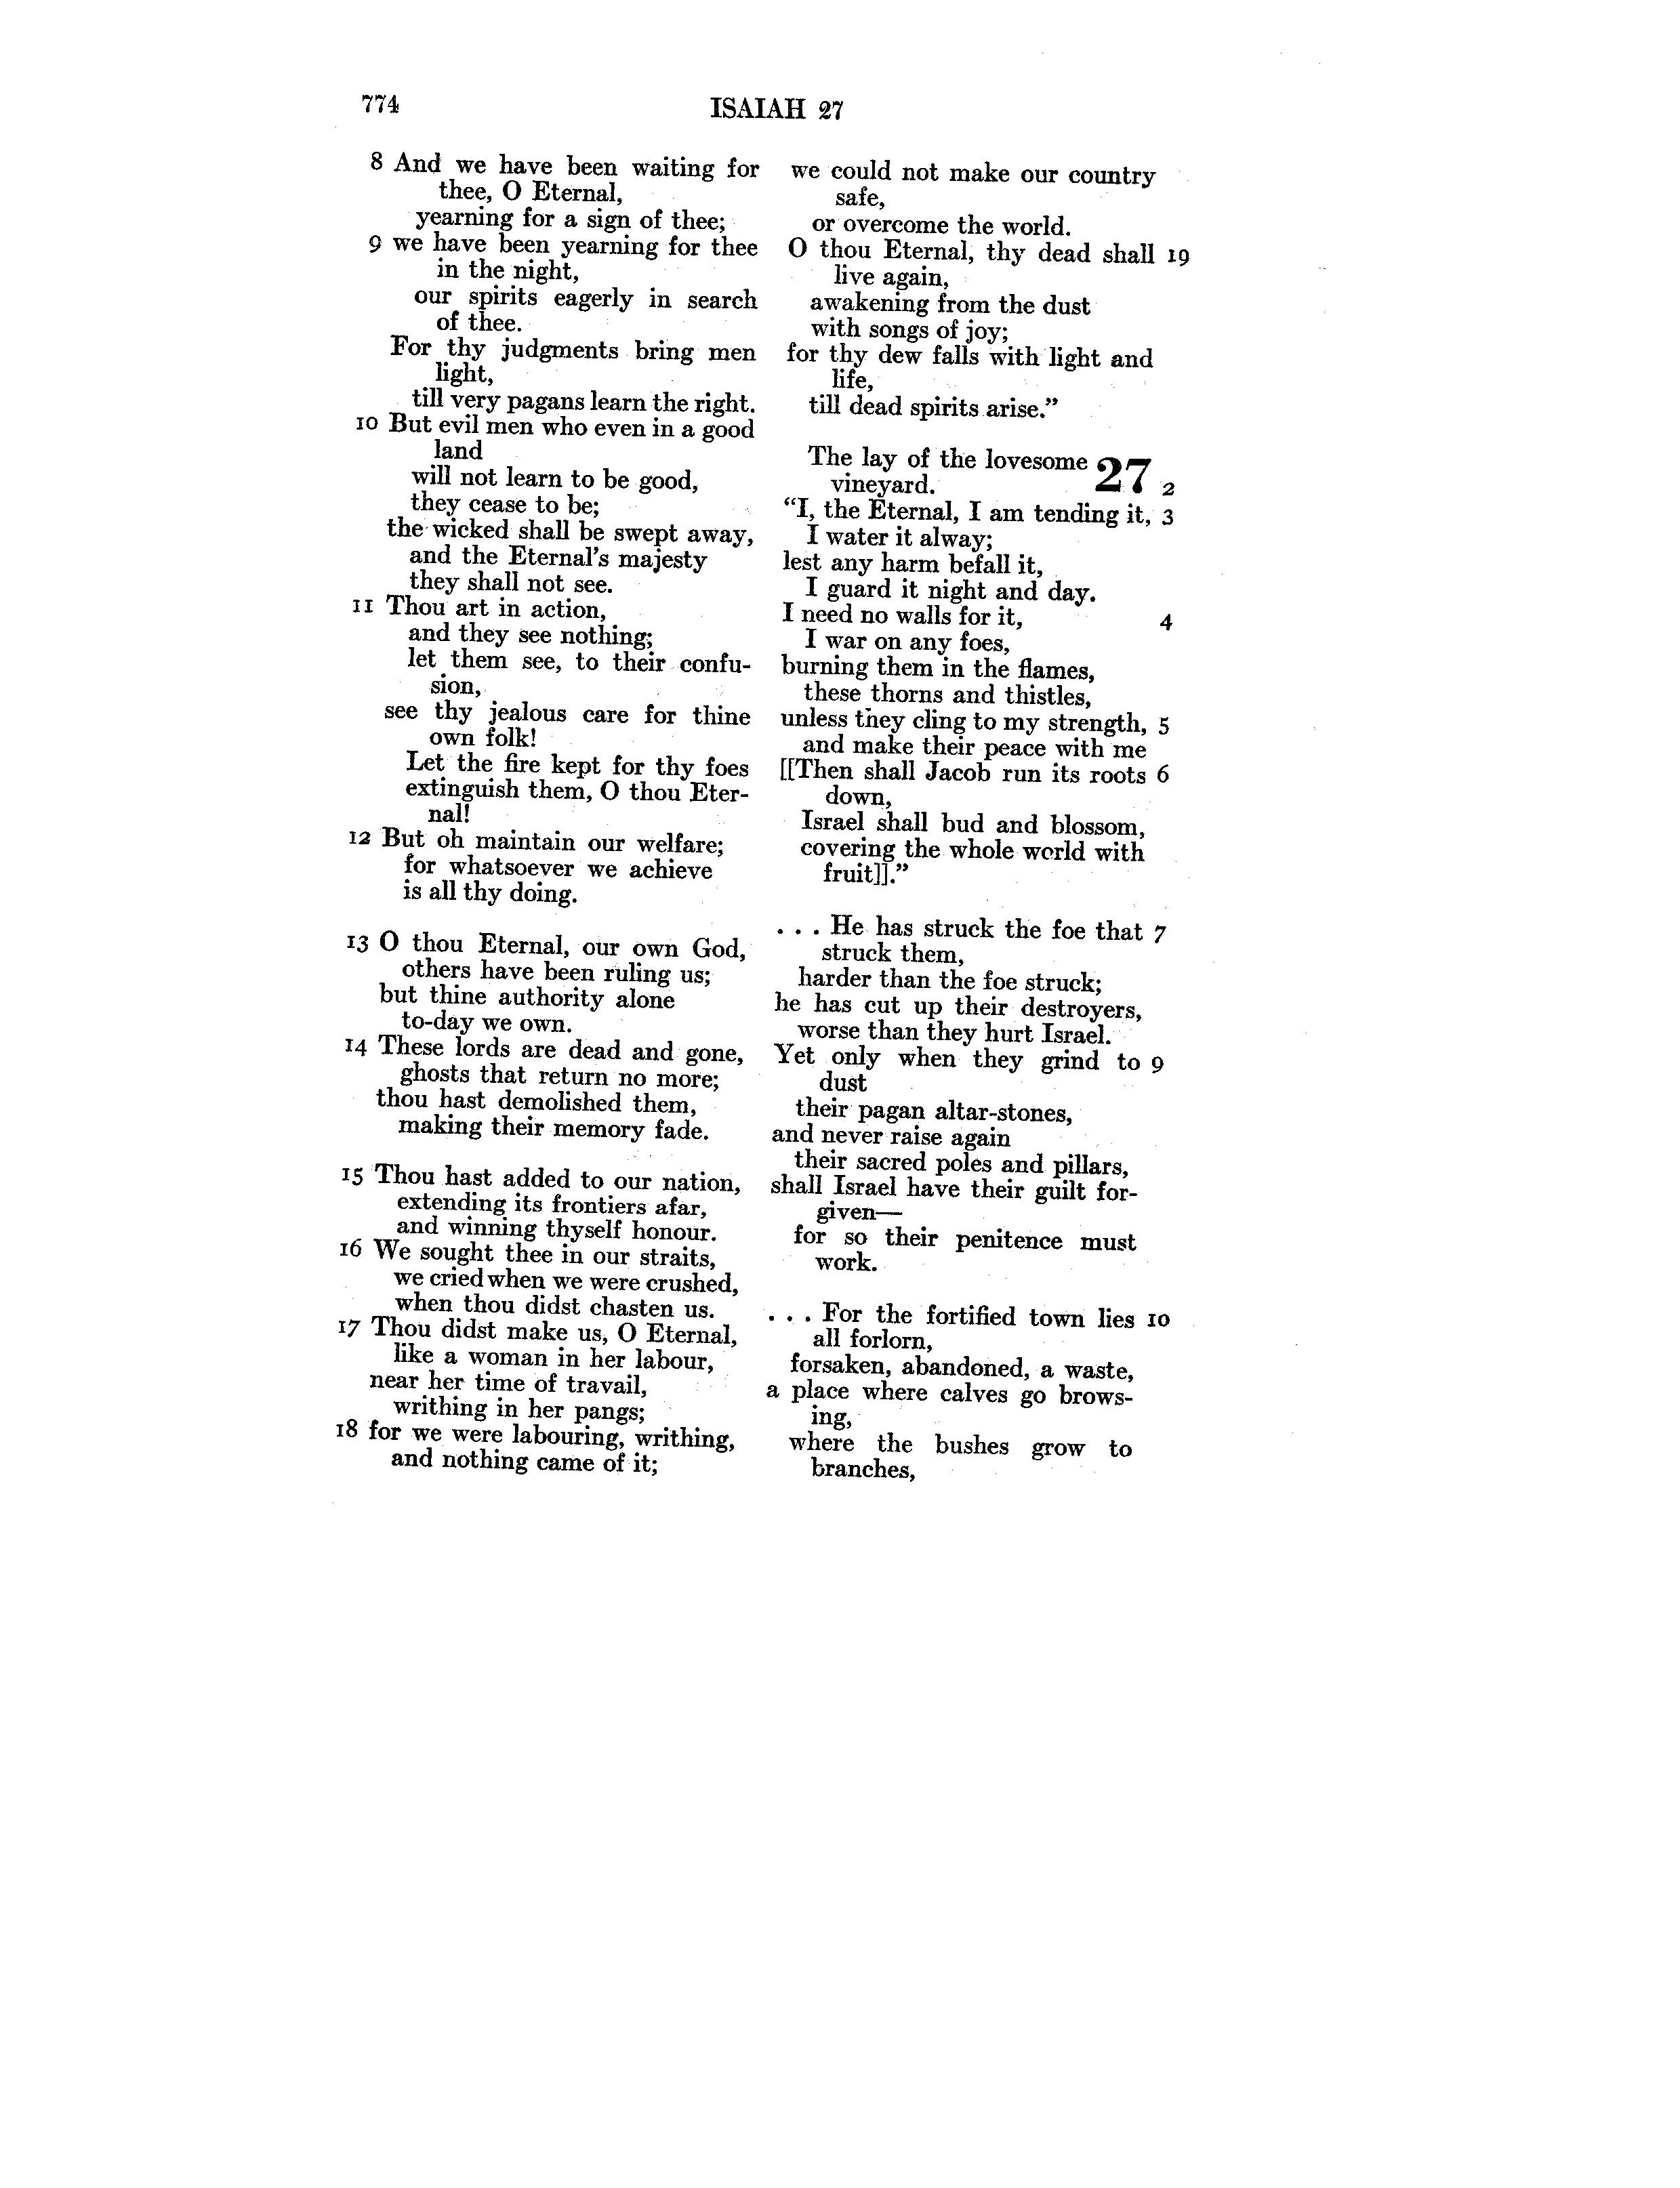 774
ISAIAH 27
8 And we have been waiting for
thee, O Eternal,
yearning for a sign of thee;
9 we have been yearning for thee
in the night,
our spirits eagerly in search
of thee.
For thy judgments bring men
light,
till very pagans learn the right.
10 But evil men who even in a good
land
will not learn to be good,
they cease to be;
the wicked shall be swept away,
and the Eternal's majesty
they shall not see.
11 Thou art in action,
and they see nothing;
let them see, to their confu-
sion,
see thy jealous care for thine
own folk!
Let the fire kept for thy foes
extinguish them, O thou Eter-
nal!
12 But oh maintain our welfare;
for whatsoever we achieve
is all thy doing.
13 O thou Eternal, our own God,
others have been ruling us;
but thine authority alone
to-day we own.
14 These lords are dead and gone,
ghosts that return no more;
thou hast demolished them,
making their memory fade.
15 Thou hast added to our nation,
extending its frontiers afar,
and winning thyself honour.
16 We sought thee in our straits,
we cried when we were crushed,
when thou didst chasten us.
17 Thou didst make us, O Eternal,
like a woman in her labour,
near her time of travail,
writhing in her pangs;
18 for we were labouring, writhing,
and nothing came of it;
we could not make our country
safe,
or overcome the world.
O thou Eternal, thy dead shall 19
live again,
awakening from the dust
with songs of joy;
for thy dew falls with light and
life,
till dead spirits arise.”
The lay of the lovesome 27
vineyard. 2
“I, the Eternal, I am tending it, 3
I water it alway;
lest any harm befall it,
I guard it night and day.
I need no walls for it, 4
I war on any foes,
burning them in the flames,
these thorns and thistles,
unless they cling to my strength, 5
and make their peace with me
[[Then shall Jacob run its roots 6
down,
Israel shall bud and blossom,
covering the whole world with
fruit]].”
. . . He has struck the foe that 7
struck them,
harder than the foe struck;
he has cut up their destroyers,
worse than they hurt Israel.
Yet only when they grind to 9
dust
their pagan altar-stones,
and never raise again
their sacred poles and pillars,
shall Israel have their guilt for-
given—
for so their penitence must
work.
. . . For the fortified town lies 10
all forlorn,
forsaken, abandoned, a waste,
a place where calves go brows-
ing,
where the bushes grow to
branches,